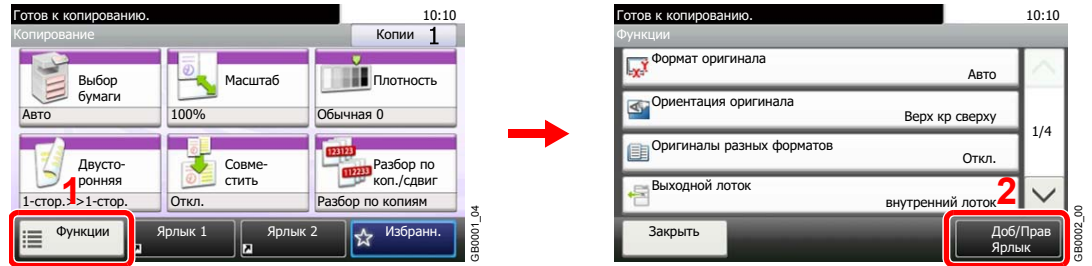 Готов к копированию.
10:10
Копирование
Копии 1
Выбор
бумаги
Авто
Масштаб
100%
Плотность
Обычная 0
Двусто-
ронняя
1-стор.>>1-стор.
Совме-
стить
Откл.
123123
112233
Разбор по
коп./сдвиг
Разбор по копиям
1
Функции
Ярлык 1
Ярлык 2
Избранн.
GB0001_04
Готов к копированию.
10:10
Функции
Формат оригинала
Авто
Ориентация оригинала
Верх кр сверху
Оригиналы разных форматов
Откл.
Выходной лоток
внутренний лоток
1/4
2
Закрыть
Доб/Прав
Ярлык
GB0002_00